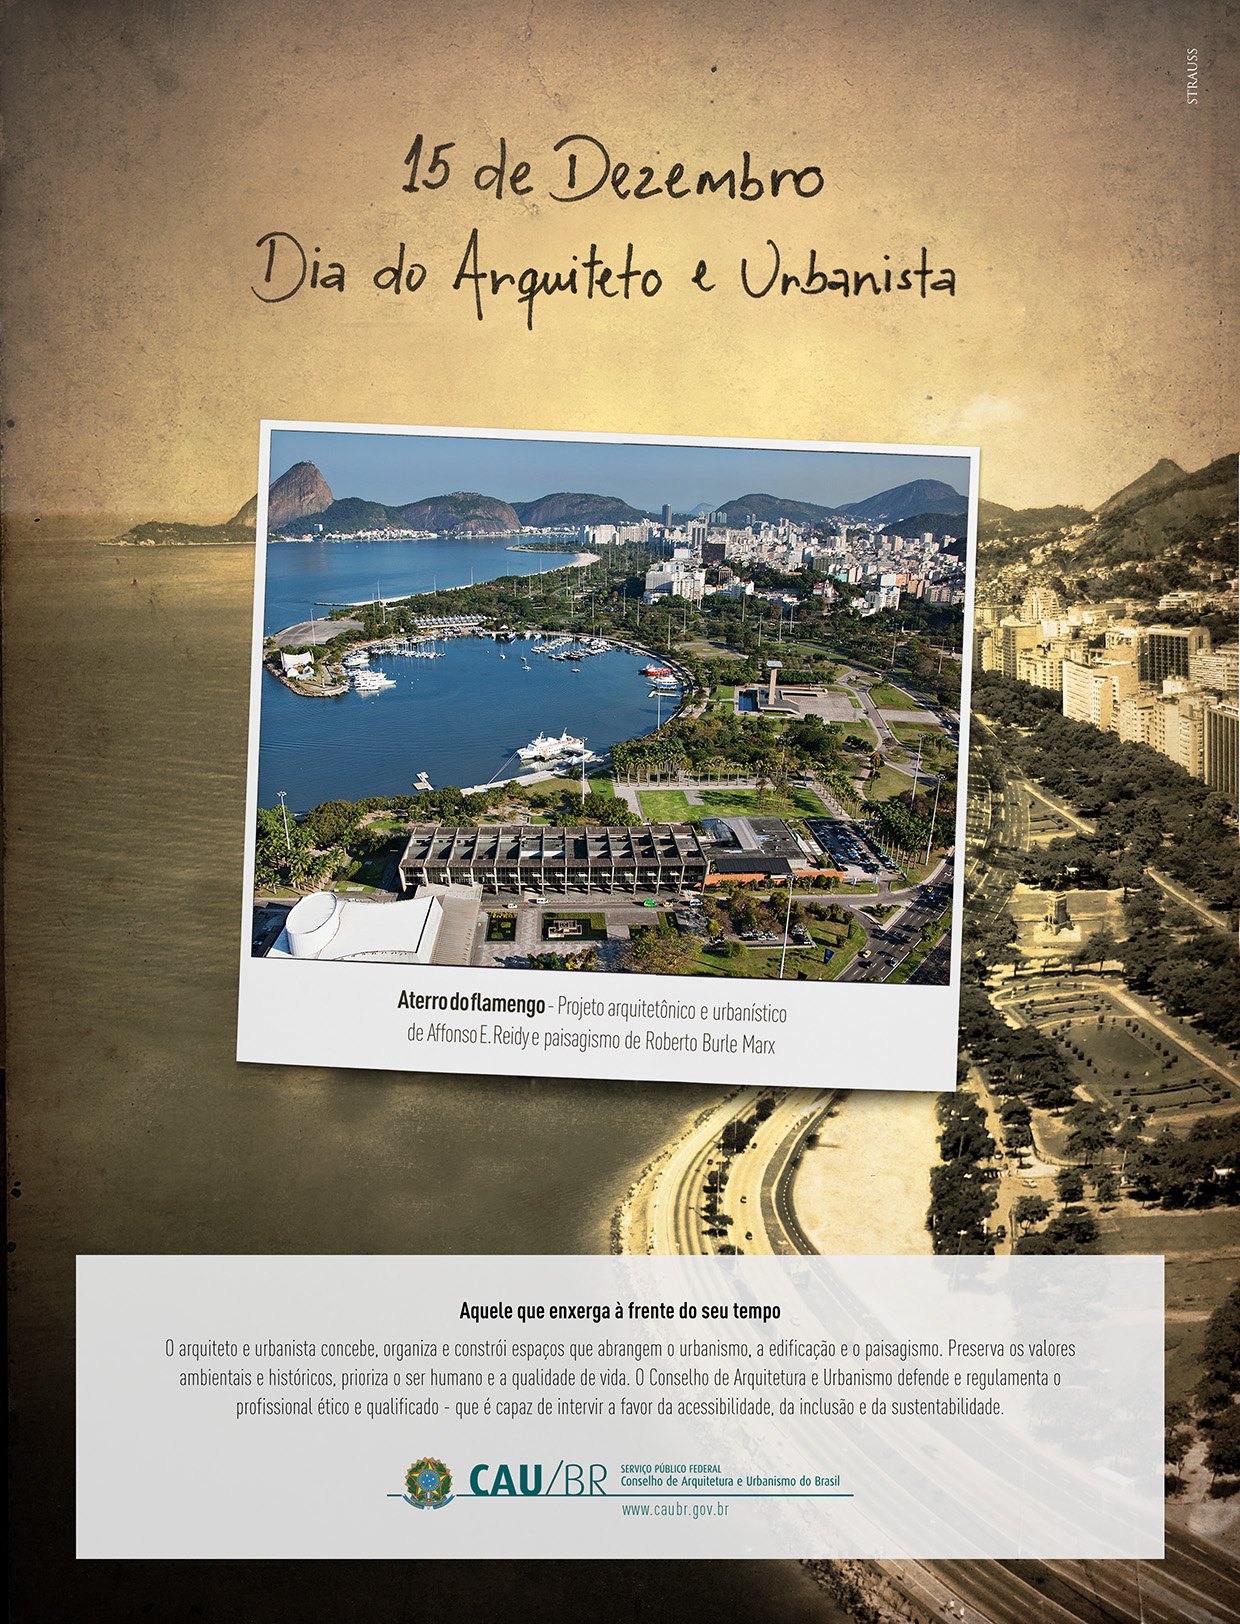 STRAUSS
15 de Dezembro
Dia do Arquiteto e Urbanista
Aterro do flamengo - Projeto arquitetônico e urbanístico
de Affonso E. Reidy e paisagismo de Roberto Burle Marx
Aquele que enxerga à frente do seu tempo
O arquiteto e urbanista concebe, organiza e constrói espaços que abrangem o urbanismo, a edificação e o paisagismo. Preserva os valores
ambientais e históricos, prioriza o ser humano e a qualidade de vida. O Conselho de Arquitetura e Urbanismo defende e regulamenta o
profissional ético e qualificado - que é capaz de intervir a favor da acessibilidade, da inclusão e da sustentabilidade.
CAU/BR
SERVIÇO PÚBLICO FEDERAL
Conselho de Arquitetura e Urbanismo do Brasil
www.caubr.gov.br